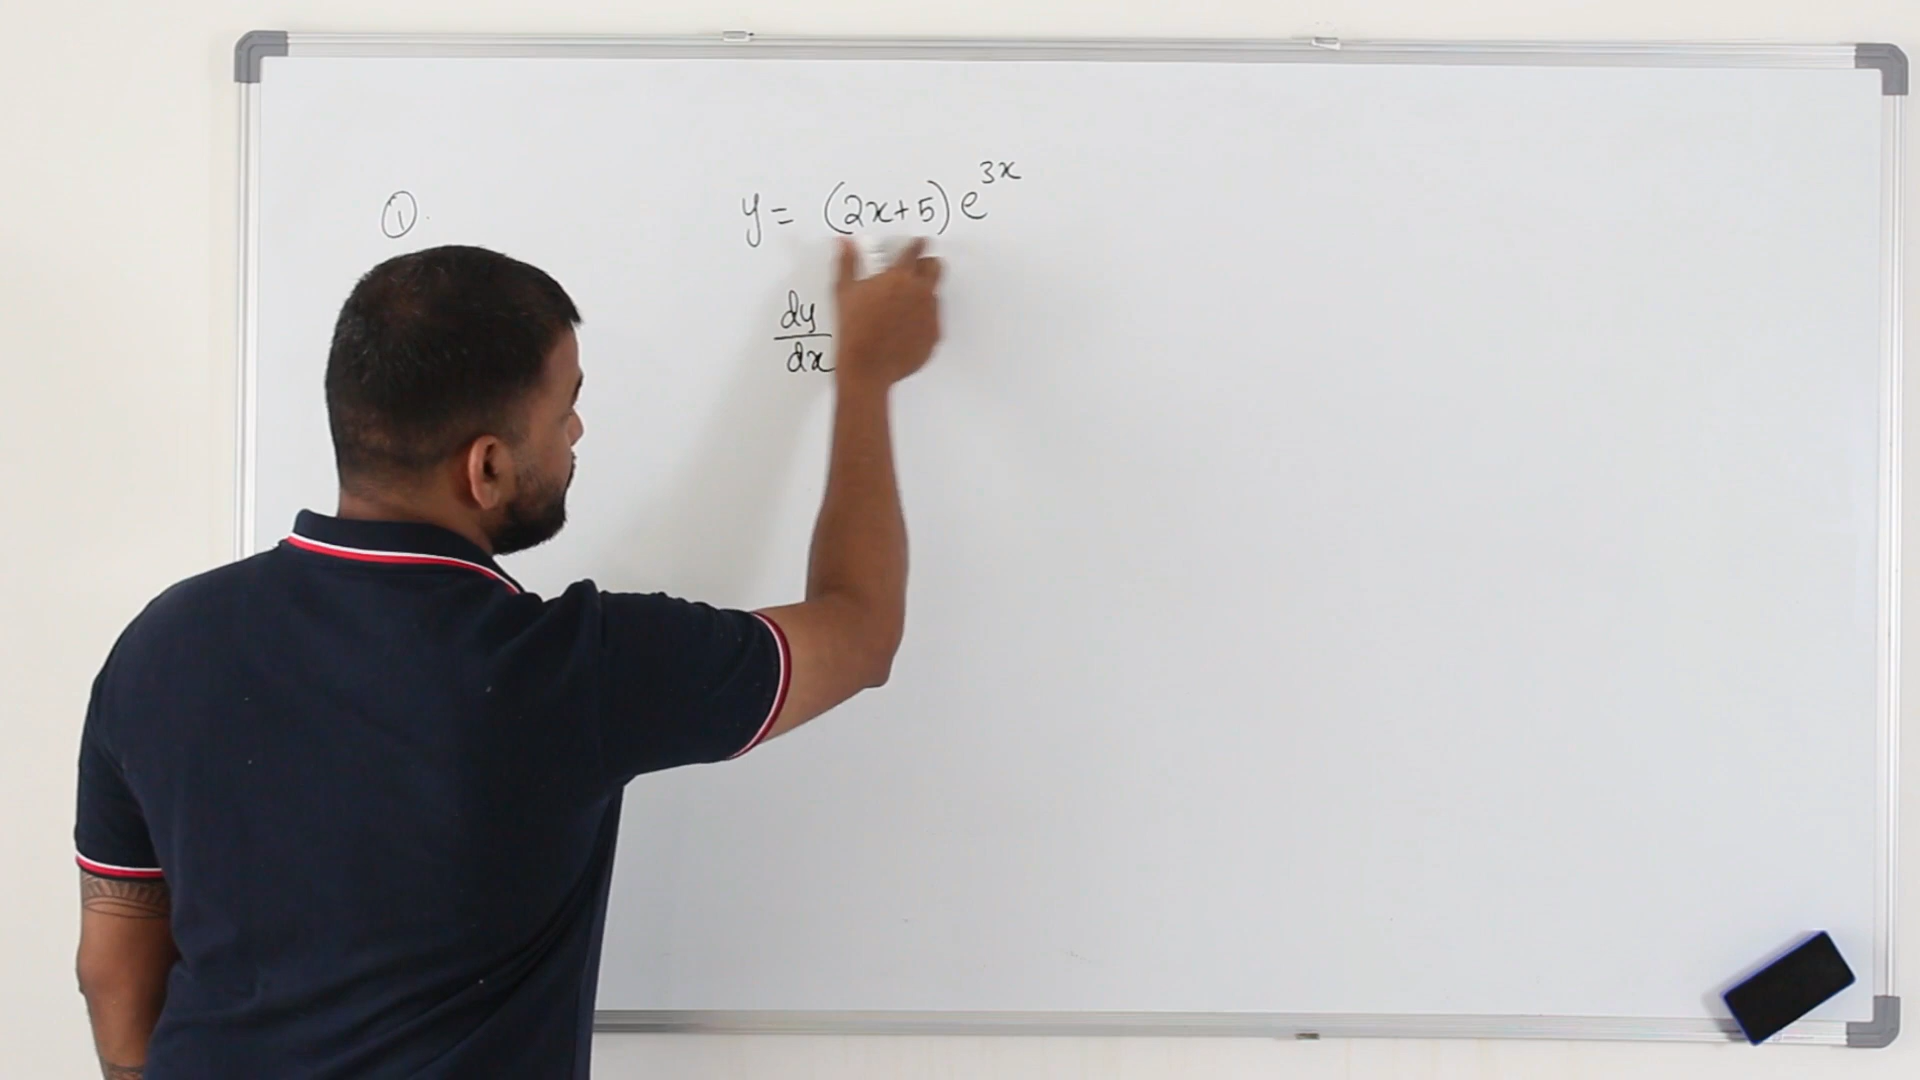 ① . y = (2x+5) e^{3x}
dy/dx